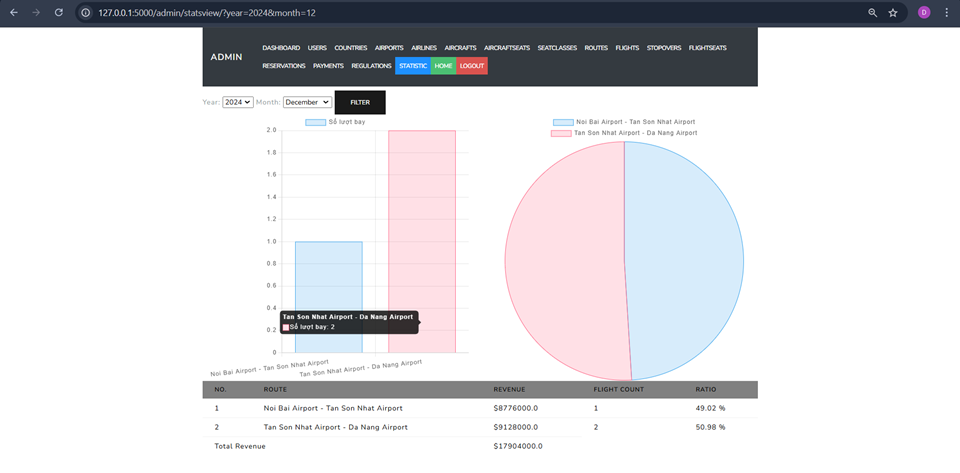 127.0.0.1:5000/admin/statsview/?year=2024&month=12
D
ADMIN
DASHBOARD USERS COUNTRIES AIRPORTS AIRLINES AIRCRAFTS AIRCRAFTSEATS SEATCLASSES ROUTES FLIGHTS STOPOVERS FLIGHTSEATS
RESERVATIONS PAYMENTS REGULATIONS STATISTIC HOME LOGOUT
Year: 2024 Month: December FILTER
Số lượt bay
2.0
1.8
1.6
1.4
1.2
1.0
0.8
0.6
0.4
0.2
0
Tan Son Nhat Airport - Da Nang Airport
Số lượt bay: 2
Noi Bai Airport - Tan Son Nhat Airport
Tan Son Nhat Airport - Da Nang Airport
Noi Bai Airport - Tan Son Nhat Airport
Tan Son Nhat Airport - Da Nang Airport
NO. ROUTE REVENUE FLIGHT COUNT RATIO
1 Noi Bai Airport - Tan Son Nhat Airport $8776000.0 1 49.02 %
2 Tan Son Nhat Airport - Da Nang Airport $9128000.0 2 50.98 %
Total Revenue $17904000.0